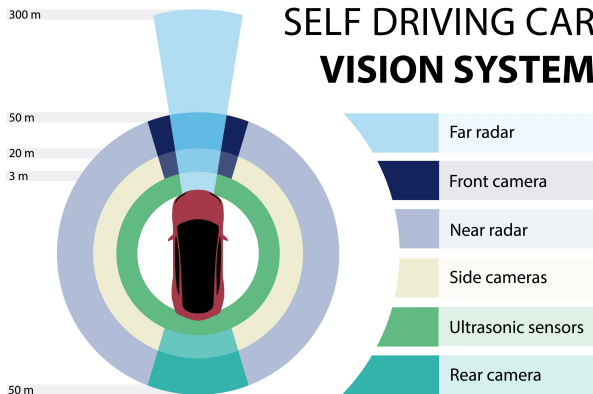 SELF DRIVING CAR
VISION SYSTEM
300 m
50 m
20 m
3 m
50 m
Far radar
Front camera
Near radar
Side cameras
Ultrasonic sensors
Rear camera